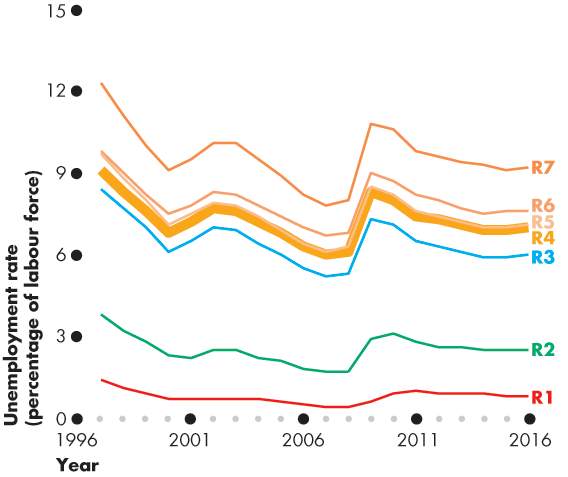 15
12
9
6
3
0
Unemployment rate
(percentage of labour force)
R7
R6
R5
R4
R3
R2
R1
1996 2001 2006 2011 2016
Year